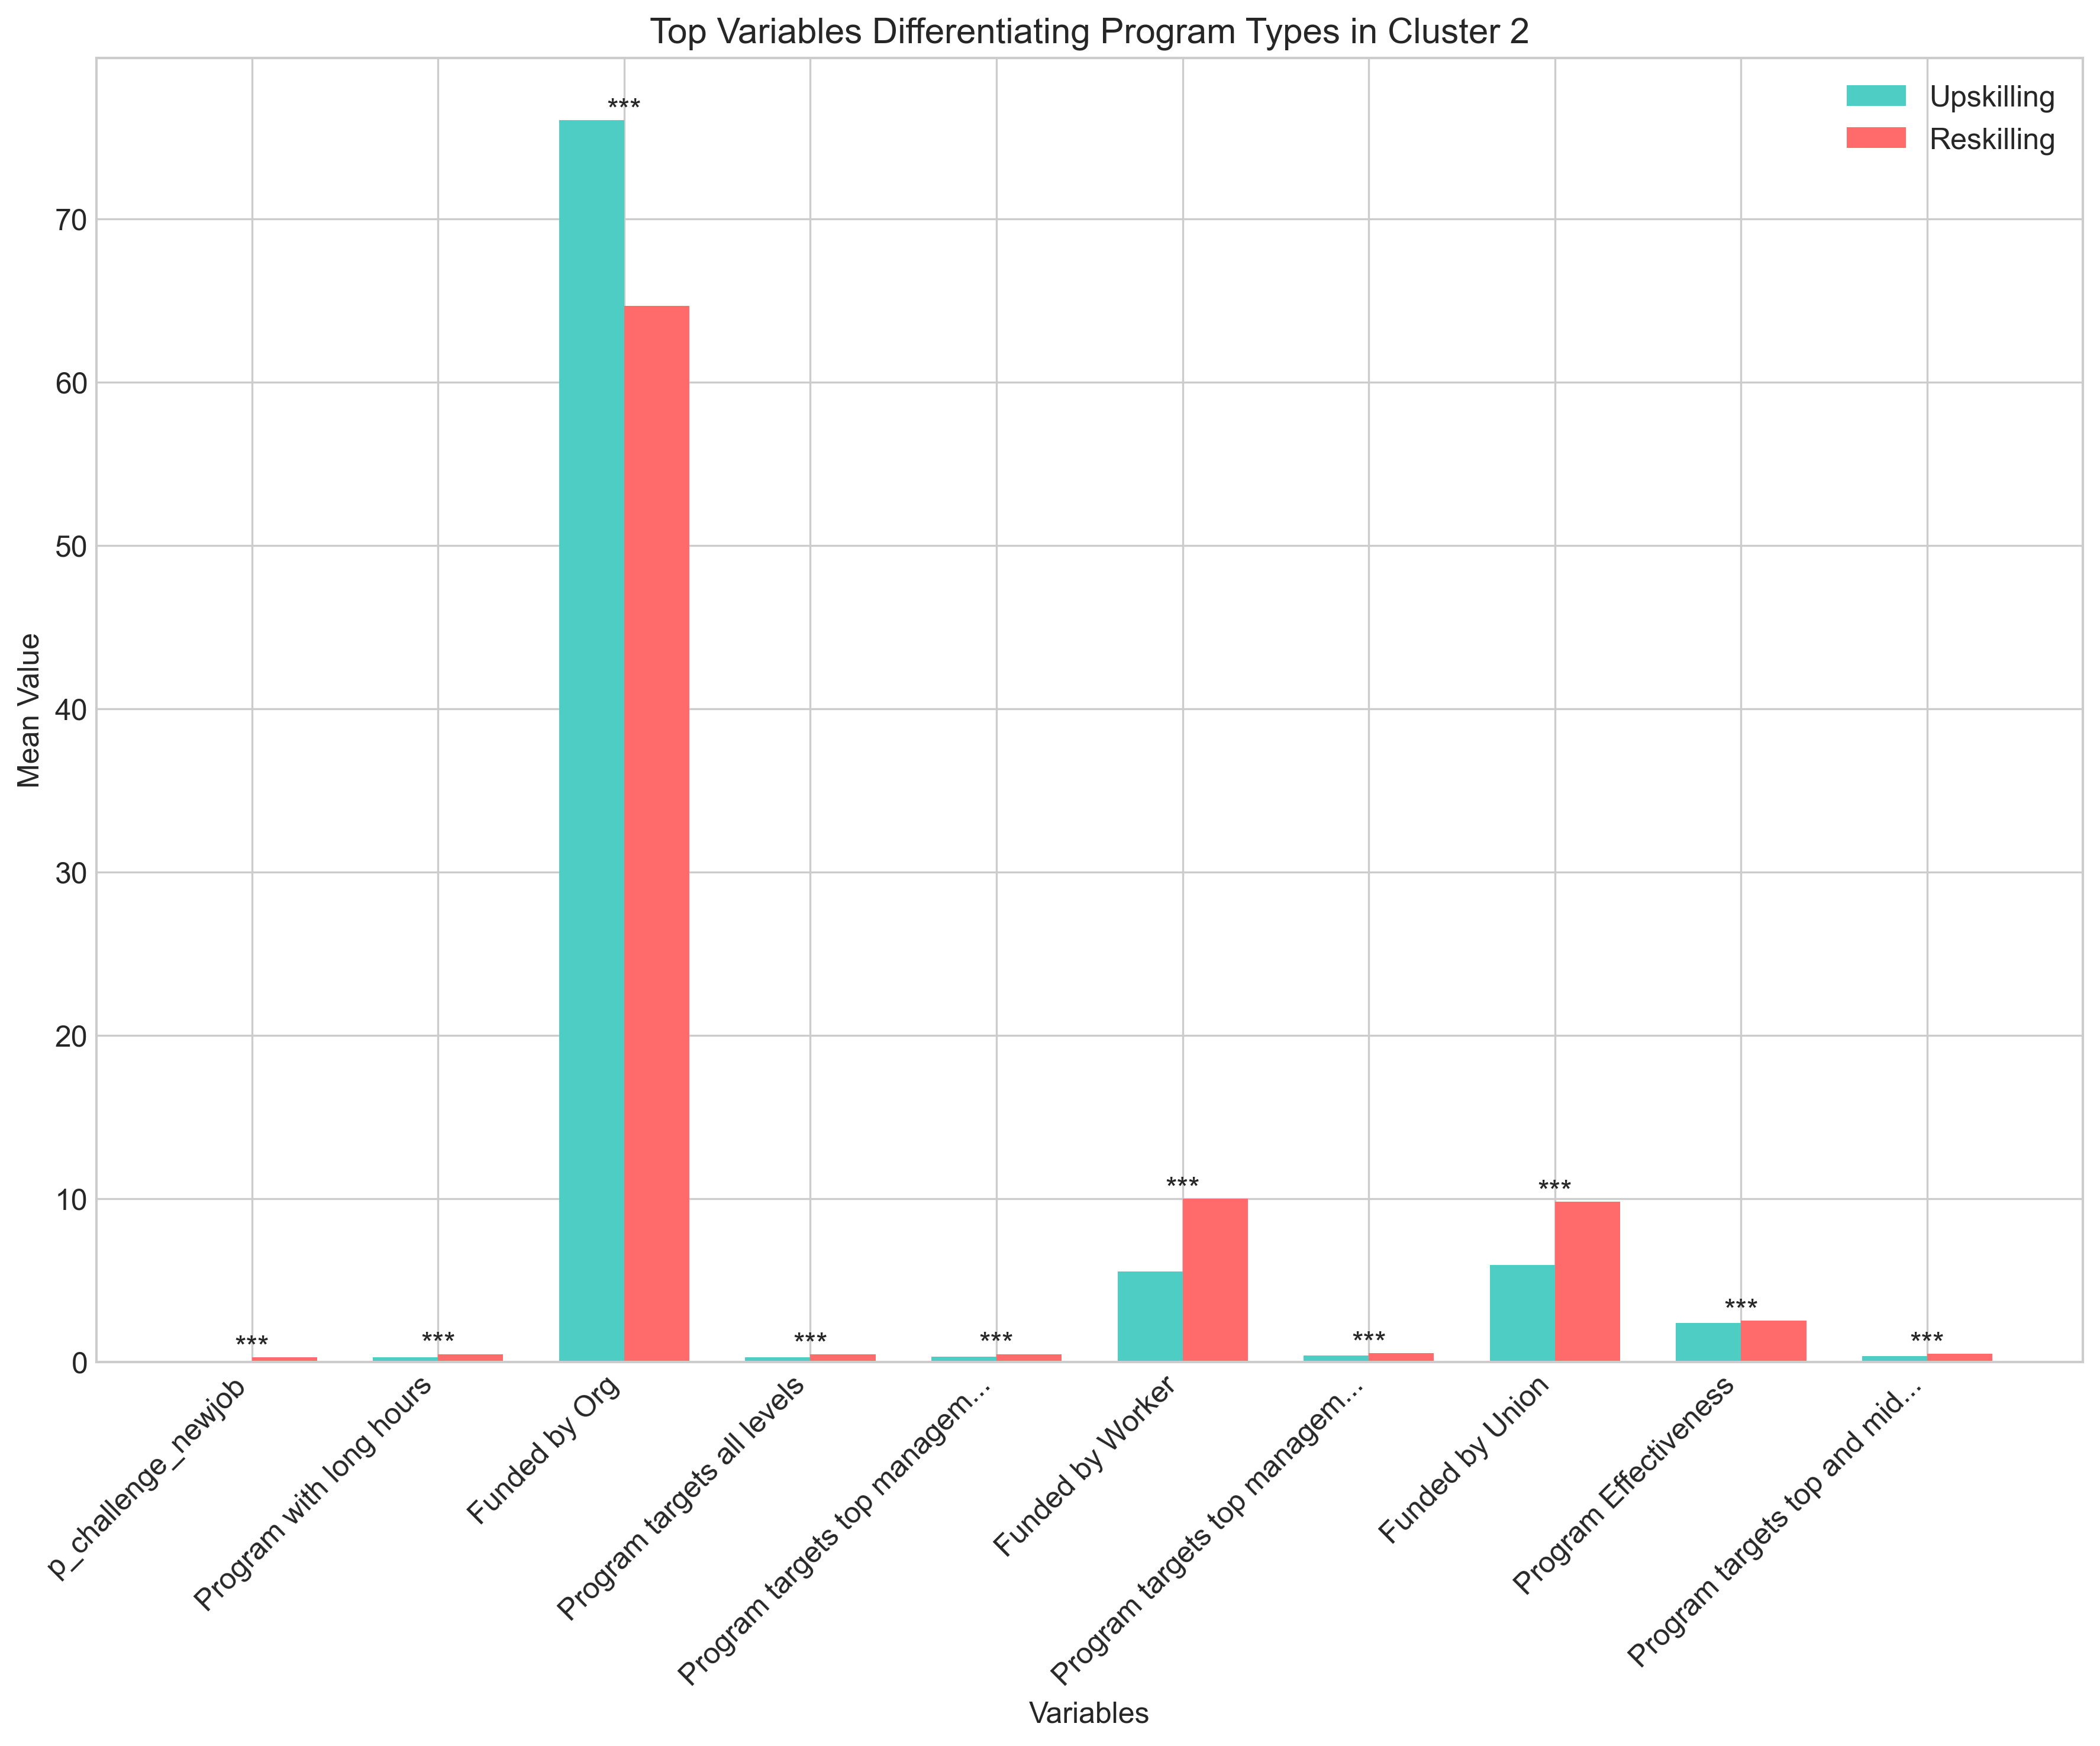 Top Variables Differentiating Program Types in Cluster 2
Upskilling
Reskilling
Mean Value
70
60
50
40
30
20
10
0
***
***
***
***
***
***
***
***
***
***
p_challenge_newjob
Program with long hours
Funded by Org
Program targets all levels
Program targets top managem...
Funded by Worker
Program targets top managem...
Funded by Union
Program Effectiveness
Program targets top and mid...
Variables